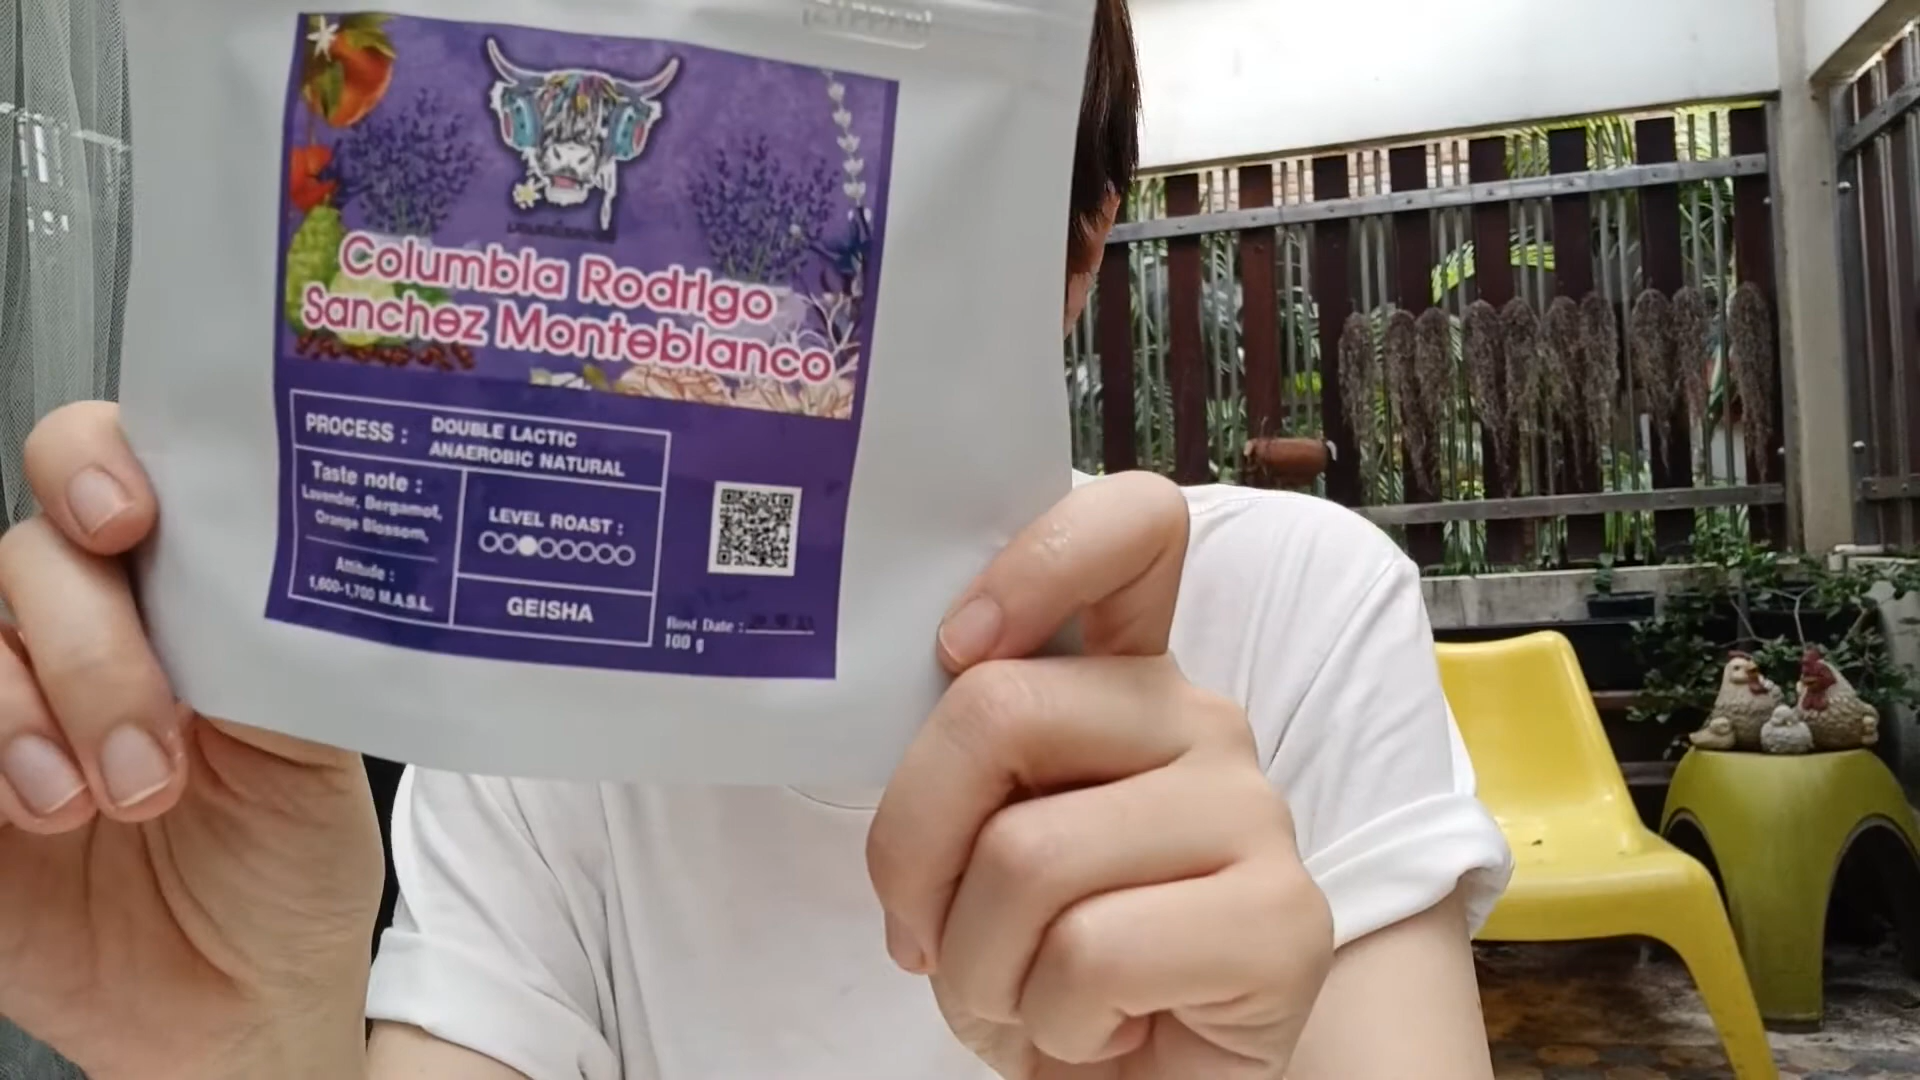 Columbia Rodrigo
Sanchez Monteblanco
PROCESS : DOUBLE LACTIC
ANAEROBIC NATURAL
Taste note :
Lavender, Bergamot,
Orange Blossom,
Attitude :
1,600-1,700 M.A.S.L.
LEVEL ROAST :
GEISHA
Rost Date :
100 g